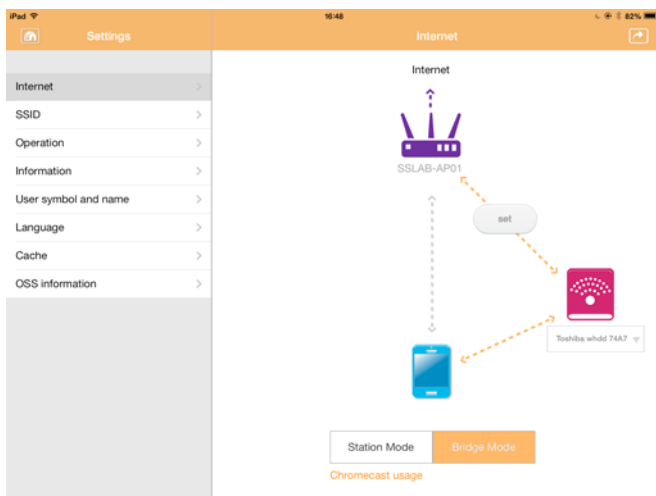 iPad 16:48 82%
Settings
Internet
Internet
SSID
Operation
Information
User symbol and name
Language
Cache
OSS information
Internet
SSLAB-AP01
set
Toshiba whdd 74A7
Station Mode
Bridge Mode
Chromecast usage